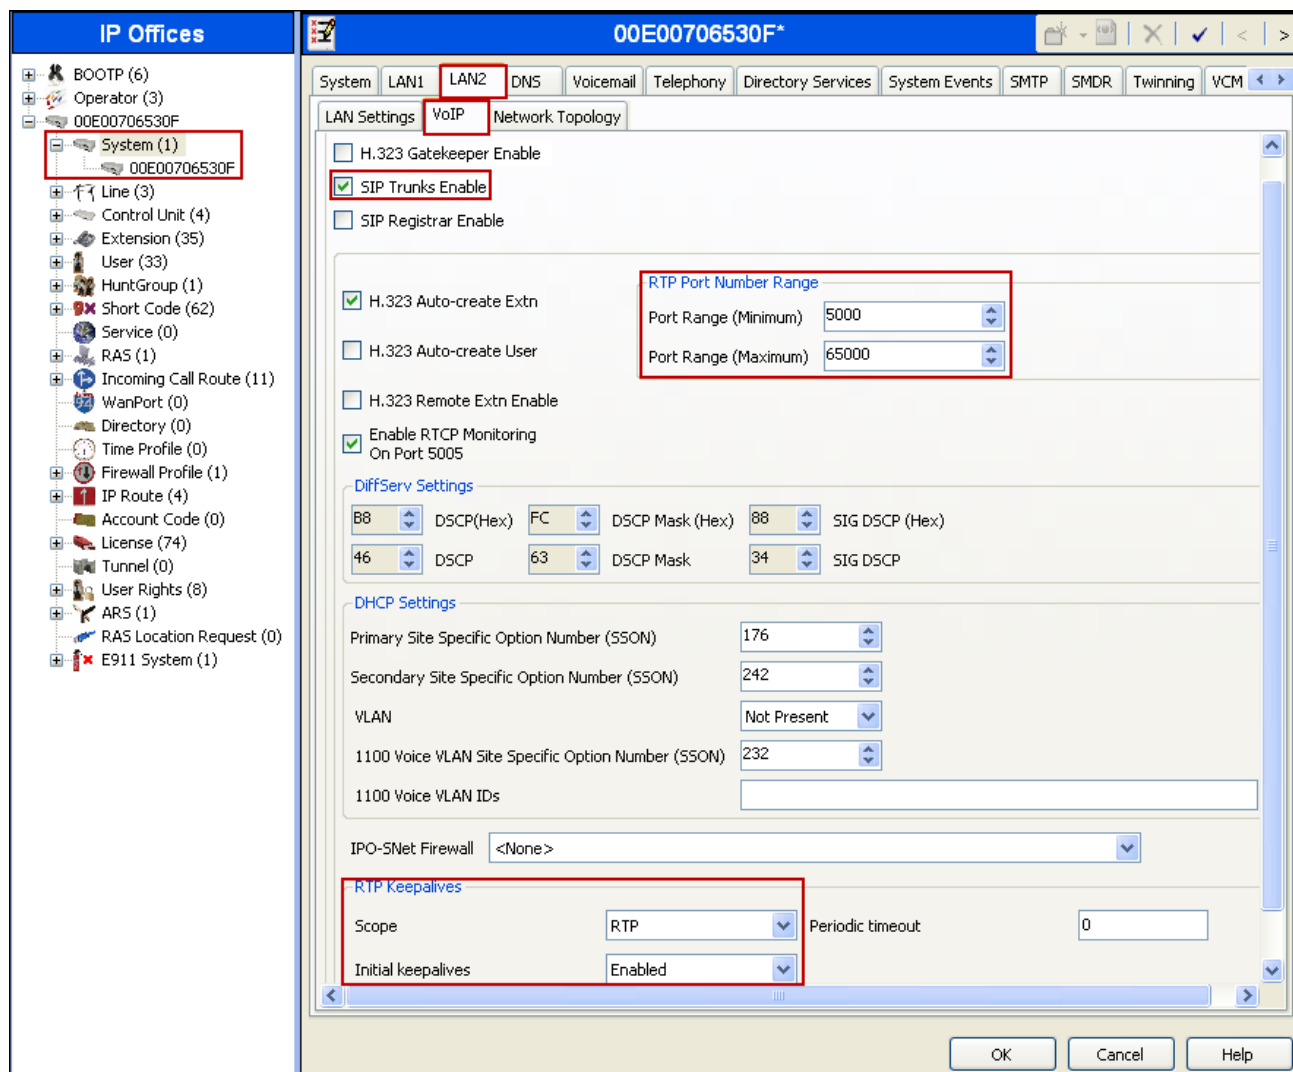 IP Offices
00E00706530F*
BOOTP (6)
Operator (3)
00E00706530F
System (1)
00E00706530F
Line (3)
Control Unit (4)
Extension (35)
User (33)
HuntGroup (1)
Short Code (62)
Service (0)
RAS (1)
Incoming Call Route (11)
WanPort (0)
Directory (0)
Time Profile (0)
Firewall Profile (1)
IP Route (4)
Account Code (0)
License (74)
Tunnel (0)
User Rights (8)
ARS (1)
RAS Location Request (0)
E911 System (1)
System LAN1 LAN2 DNS Voicemail Telephony Directory Services System Events SMTP SMDR Twinning VCM
LAN Settings VoIP Network Topology
H.323 Gatekeeper Enable
SIP Trunks Enable
SIP Registrar Enable
RTP Port Number Range
H.323 Auto-create Extn
Port Range (Minimum) 5000
H.323 Auto-create User
Port Range (Maximum) 65000
H.323 Remote Extn Enable
Enable RTCP Monitoring
On Port 5005
DiffServ Settings
B8 DSCP(Hex) FC DSCP Mask (Hex) 88 SIG DSCP (Hex)
46 DSCP 63 DSCP Mask 34 SIG DSCP
DHCP Settings
Primary Site Specific Option Number (SSON) 176
Secondary Site Specific Option Number (SSON) 242
VLAN Not Present
1100 Voice VLAN Site Specific Option Number (SSON) 232
1100 Voice VLAN IDs
IPO-SNet Firewall <None>
RTP Keepalives
Scope RTP Periodic timeout 0
Initial keepalives Enabled
OK Cancel Help